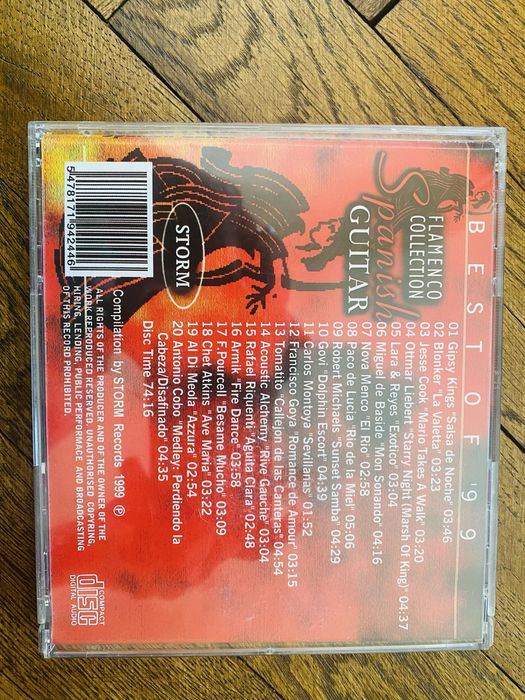 BEST OF '99
FLAMENCO
COLLECTION
Spanish
GUITAR
STORM
01 Gipsy Kings "Salsa de Noche" 03:46
02 Blonker "La Valetta" 03:23
03 Jesse Cook "Mario Takes A Walk" 03:20
04 Ottmar Liebert "Starry Night (Marsh Of King)" 04:37
05 Lara & Reyes "Exotico" 03:04
06 Miguel de Baside "Mon Sonando" 04:16
07 Nova Menco "El Rio" 02:58
08 Paco de Lucia "Rio de la Miel" 05:06
09 Robert Michaels "Sunset Samba" 04:29
10 Govi "Dolphin Escort" 04:39
11 Carlos Montoya "Sevillanias" 01:52
12 Francisco Goya "Romance de Amour" 03:15
13 Tomatito "Callejon de las Canteras" 04:54
14 Acoustic Alchemy "Rive Gauche" 03:04
15 Rafael Riquenti "Agata Clara" 02:48
16 Armik "Fire Dance" 03:58
17 F.Pourcell "Besame Mucho" 03:09
18 Chet Atkins "Ave Maria" 03:22
19 Al Di Meola "Azzura" 02:54
20 Antonio Cobo "Medley: Perdiendo la
Cabeza/Disafinado" 04:35
Disc Time 74:16
5478171942446
Compilation by STORM Records 1999 ℗
ALL RIGHTS OF THE PRODUCER AND OF THE OWNER OF THE
WORK REPRODUCED RESERVED. UNAUTHORISED COPYRING,
HIRING, LENDING, PUBLIC PERFORMANCE AND BROADCASTING
OF THIS RECORD PROHIBITED.
COMPACT
disc
DIGITAL AUDIO